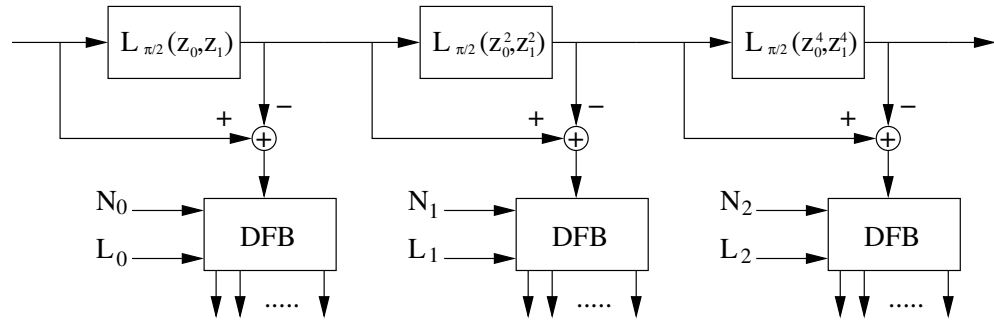 L π/2 (z₀,z₁)
L π/2 (z₀²,z₁²)
L π/2 (z₀⁴,z₁⁴)
+ −
+ −
+ −
+
+
+
N₀
N₁
N₂
DFB
DFB
DFB
L₀
L₁
L₂
.....
.....
.....